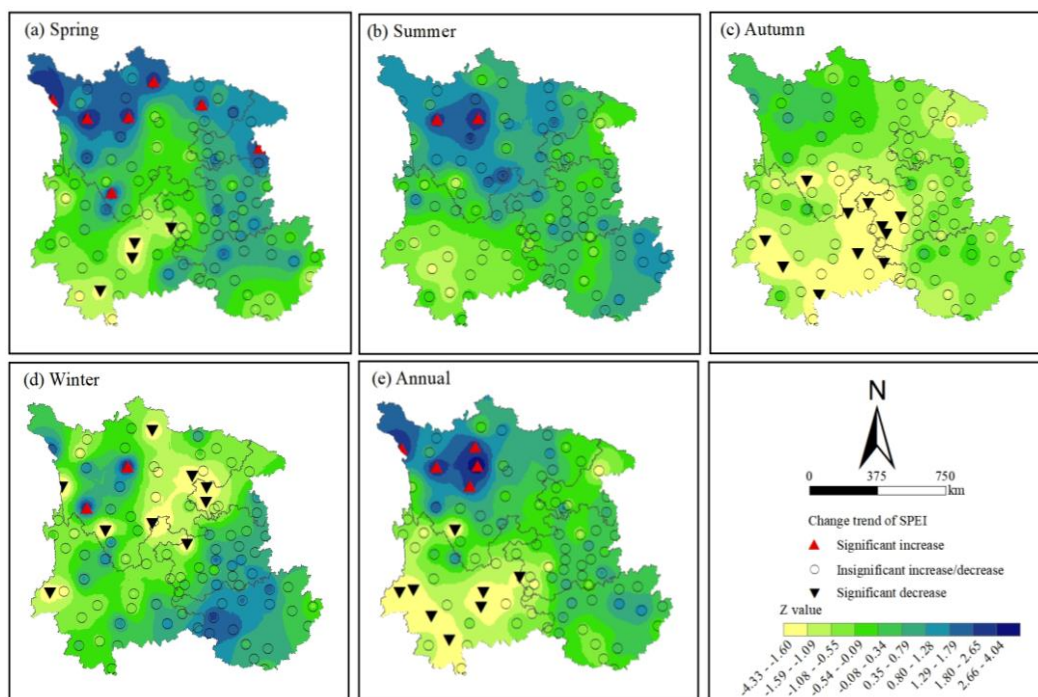 (a) Spring
(b) Summer
(c) Autumn
(d) Winter
(e) Annual
N
0 375 750
km
Change trend of SPEI
Significant increase
Insignificant increase/decrease
Significant decrease
Z value
-4.33 - -1.60
-1.59 - -1.09
-1.08 - -0.55
-0.54 - -0.09
-0.08 - 0.34
0.35 - 0.79
0.80 - 1.28
1.29 - 1.79
1.80 - 2.65
2.66 - 4.04